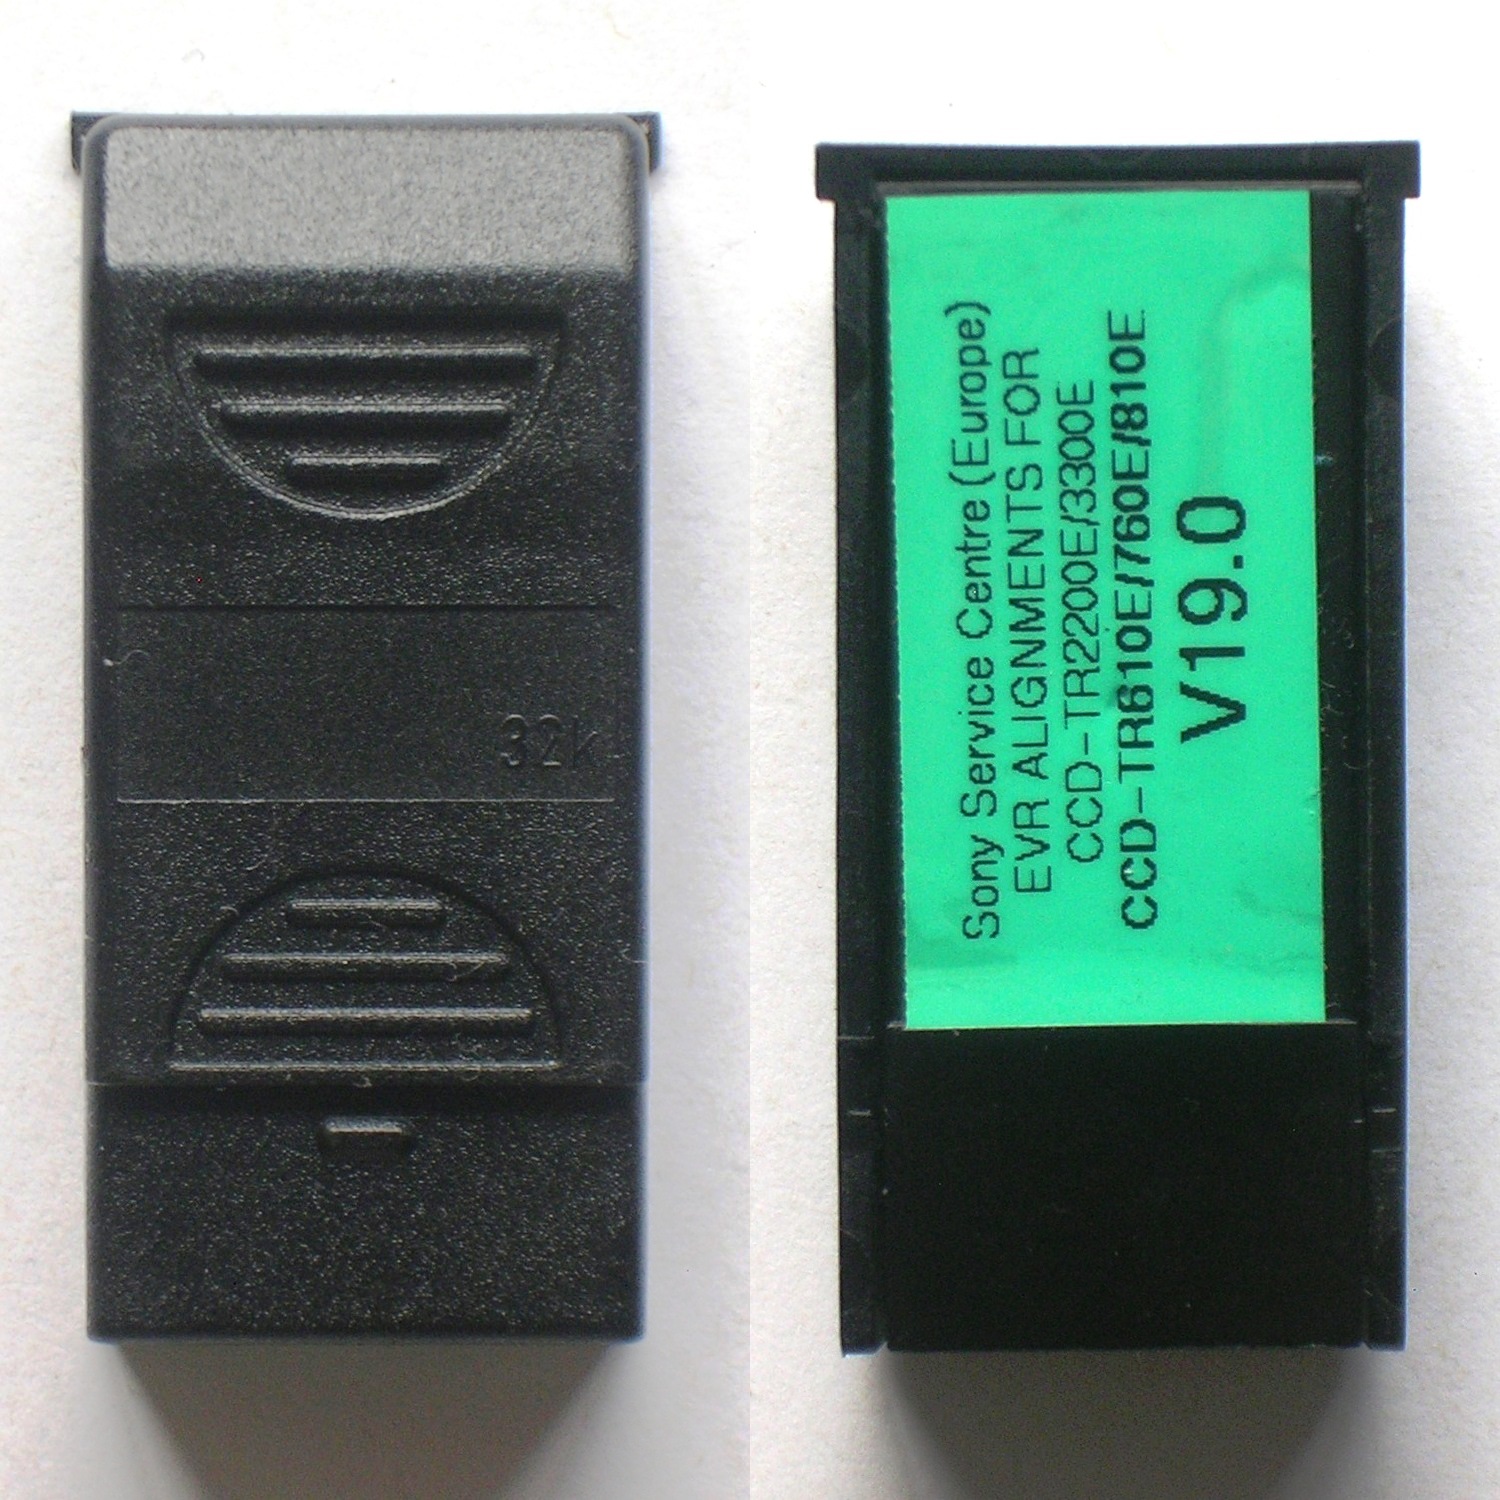 32k
Sony Service Centre (Europe)
EVR ALIGNMENTS FOR
CCD-TR2200E/3300E
CCD-TR610E/760E/810E
V19.0